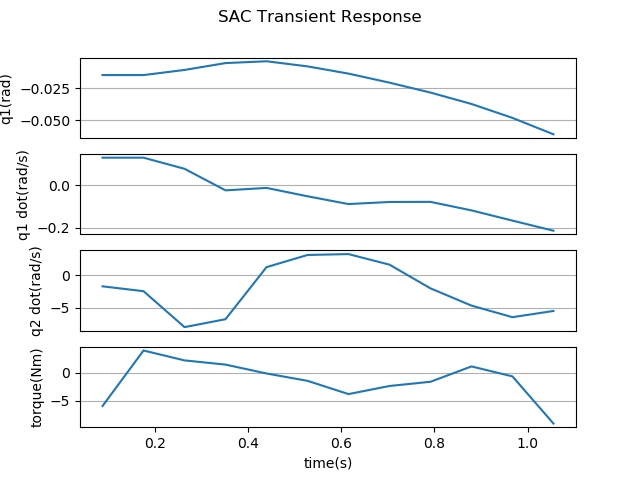 SAC Transient Response
q1(rad)
−0.025
−0.050
q1 dot(rad/s)
0.0
−0.2
q2 dot(rad/s)
0
−5
torque(Nm)
0
−5
0.2 0.4 0.6 0.8 1.0
time(s)